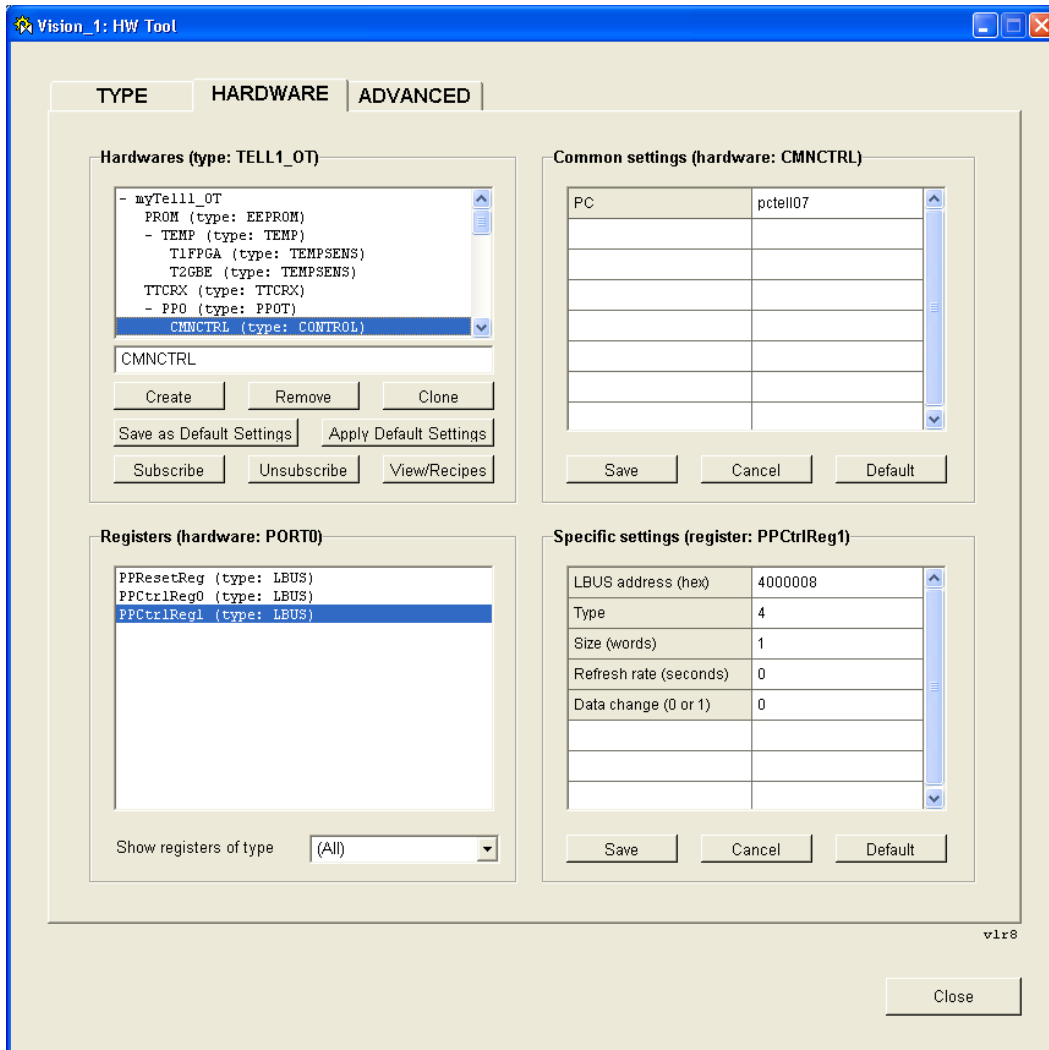 Vision_1: HW Tool
TYPE HARDWARE ADVANCED
Hardwares (type: TELL1_OT)
- myTell1_OT
PROM (type: EEPROM)
- TEMP (type: TEMP)
T1FPGA (type: TEMPSENS)
T2GBE (type: TEMPSENS)
TTCRX (type: TTCRX)
- PP0 (type: PPOT)
CMNCTRL (type: CONTROL)
CMNCTRL
Create Remove Clone
Save as Default Settings Apply Default Settings
Subscribe Unsubscribe View/Recipes
Common settings (hardware: CMNCTRL)
PC pctell07
Save Cancel Default
Registers (hardware: PORT0)
PPResetReg (type: LBUS)
PPCtrlReg0 (type: LBUS)
PPCtrlReg1 (type: LBUS)
Show registers of type (All)
Specific settings (register: PPCtrlReg1)
LBUS address (hex) 4000008
Type 4
Size (words) 1
Refresh rate (seconds) 0
Data change (0 or 1) 0
Save Cancel Default
v1r8
Close